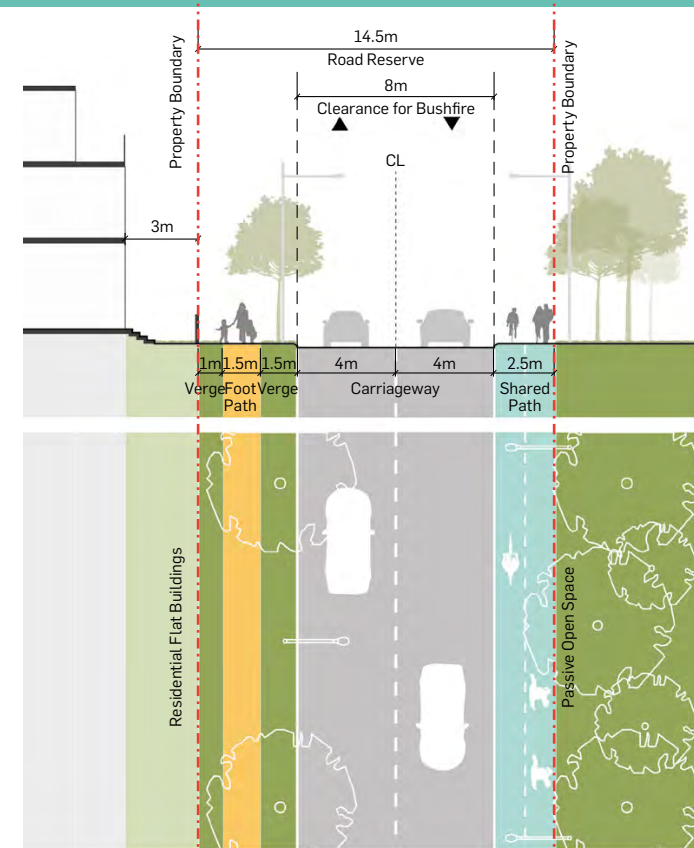 14.5m
Road Reserve
8m
Clearance for Bushfire
Property Boundary
Property Boundary
CL
3m
1m 1.5m 1.5m 4m 4m 2.5m
Verge Foot Path Verge Carriageway Shared Path
Residential Flat Buildings
Passive Open Space